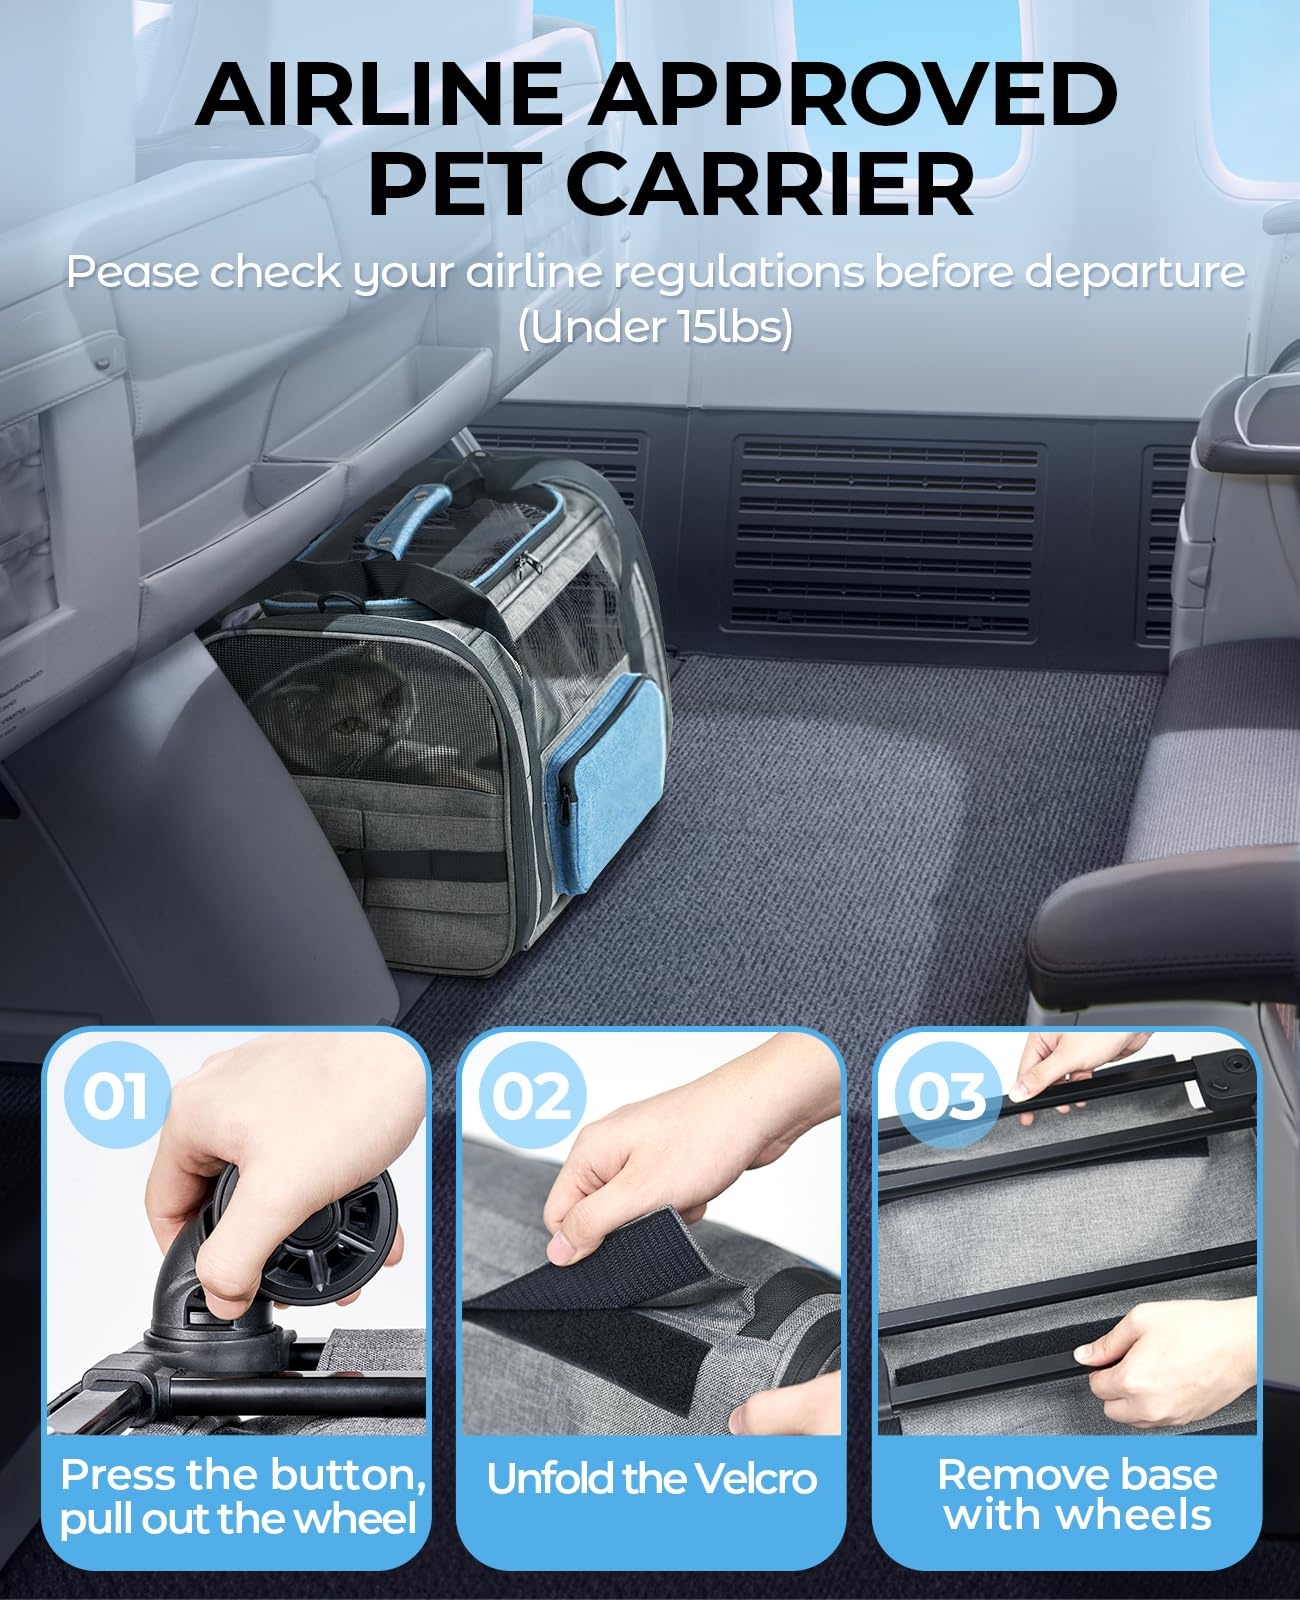 AIRLINE APPROVED
PET CARRIER
Pease check your airline regulations before departure
(Under 15lbs)
01
02
03
Press the button,
pull out the wheel
Unfold the Velcro
Remove base
with wheels